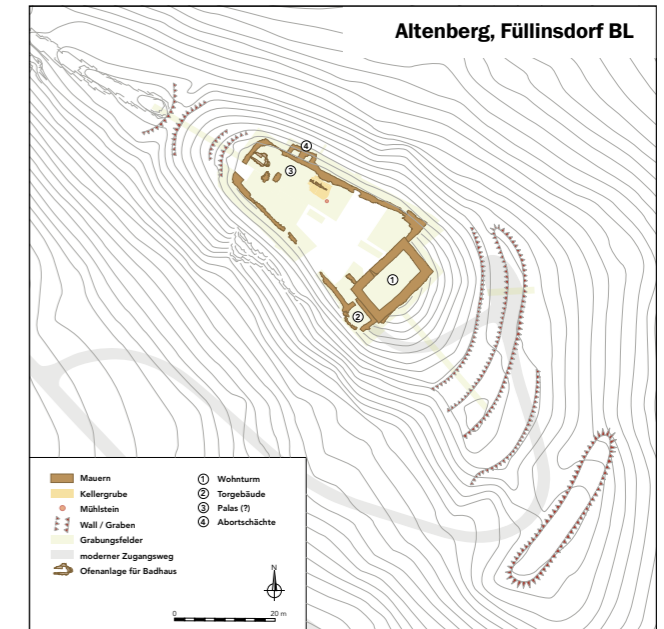 Altenberg, Füllinsdorf BL
4
3
1
2
Mauern
Kellergrube
Mühlstein
Wall / Graben
Grabungsfelder
moderner Zugangsweg
Ofenanlage für Badhaus
1 Wohnturm
2 Torgebäude
3 Palas (?)
4 Abortschächte
N
0 20 m